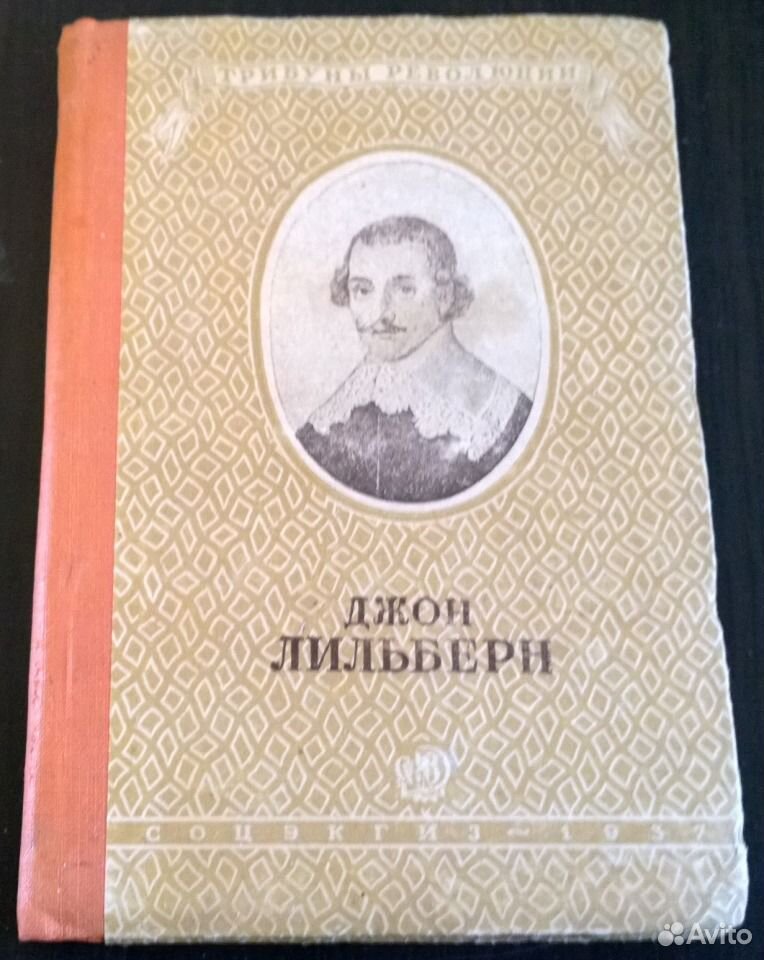 ТРИБУНЫ РЕВОЛЮЦИИ
ДЖОН
ЛИЛЬБЕРН
СОЦЭКГИЗ - 1937
Avito